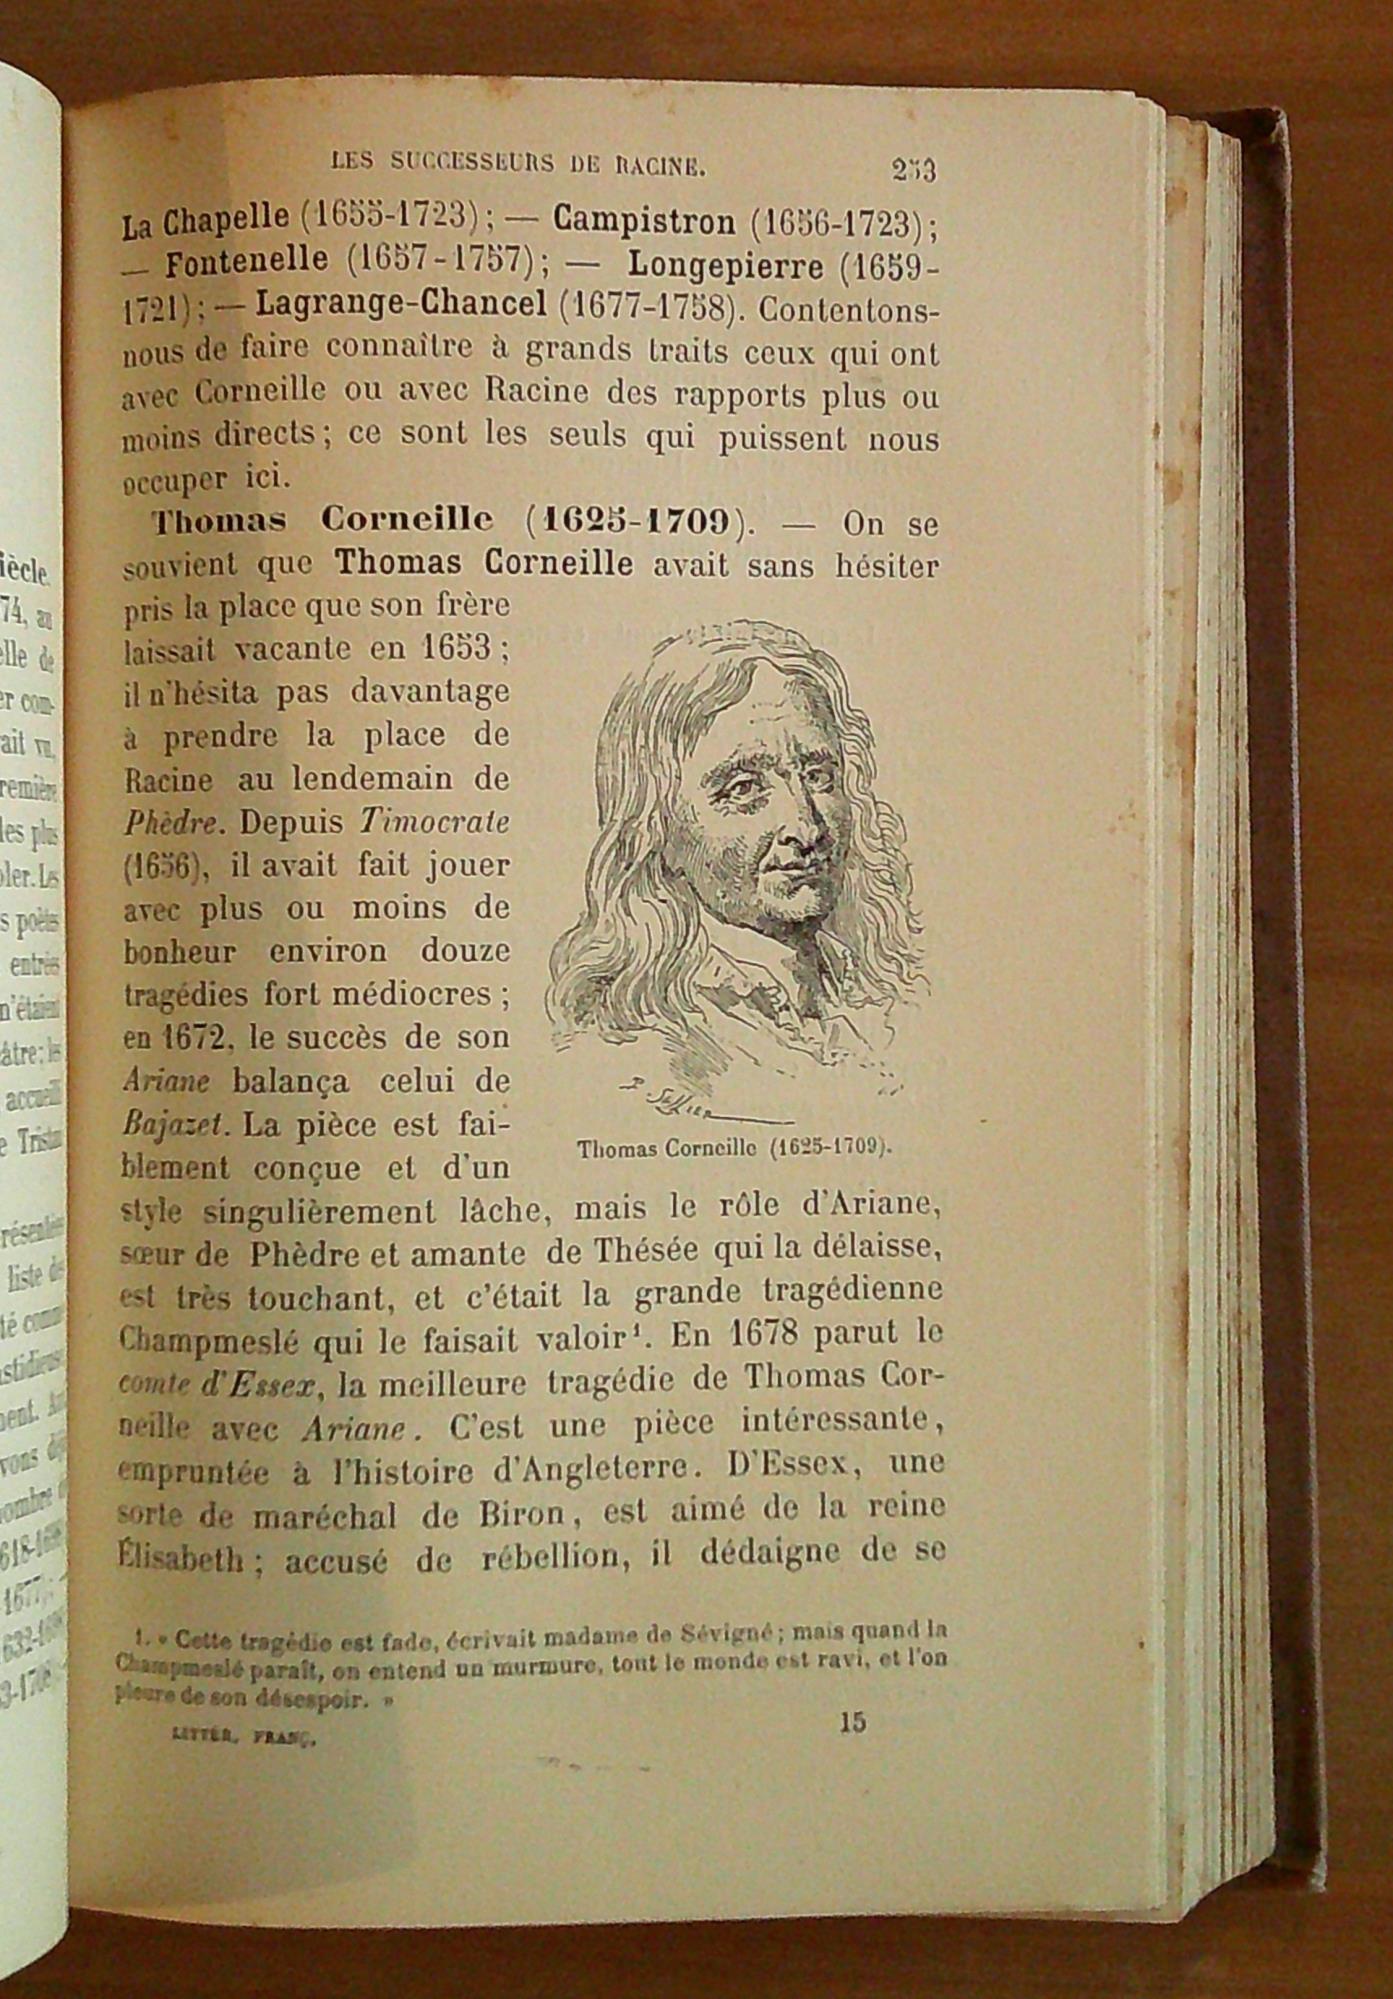 LES SUCCESSEURS DE RACINE. 253
La Chapelle (1655-1723) ; — Campistron (1656-1723) ;
— Fontenelle (1657-1757) ; — Longepierre (1659-
1721) ; — Lagrange-Chancel (1677-1758). Contentons-
nous de faire connaître à grands traits ceux qui ont
avec Corneille ou avec Racine des rapports plus ou
moins directs ; ce sont les seuls qui puissent nous
occuper ici.
Thomas Corneille (1625-1709). — On se
souvient que Thomas Corneille avait sans hésiter
pris la place que son frère
laissait vacante en 1653 ;
il n'hésita pas davantage
à prendre la place de
Racine au lendemain de
Phèdre. Depuis Timocrate
(1656), il avait fait jouer
avec plus ou moins de
bonheur environ douze
tragédies fort médiocres ;
en 1672, le succès de son
Ariane balança celui de
Bajazet. La pièce est fai-
blement conçue et d'un
Thomas Corneille (1625-1709).
style singulièrement lâche, mais le rôle d'Ariane,
sœur de Phèdre et amante de Thésée qui la délaisse,
est très touchant, et c'était la grande tragédienne
Champmeslé qui le faisait valoir¹. En 1678 parut le
comte d'Essex, la meilleure tragédie de Thomas Cor-
neille avec Ariane. C'est une pièce intéressante,
empruntée à l'histoire d'Angleterre. D'Essex, une
sorte de maréchal de Biron, est aimé de la reine
Élisabeth ; accusé de rébellion, il dédaigne de se
1. « Cette tragédie est fade, écrivait madame de Sévigné ; mais quand la
Champmeslé paraît, on entend un murmure, tout le monde est ravi, et l'on
pleure de son désespoir. »
LITTÉR. FRANÇ. 15